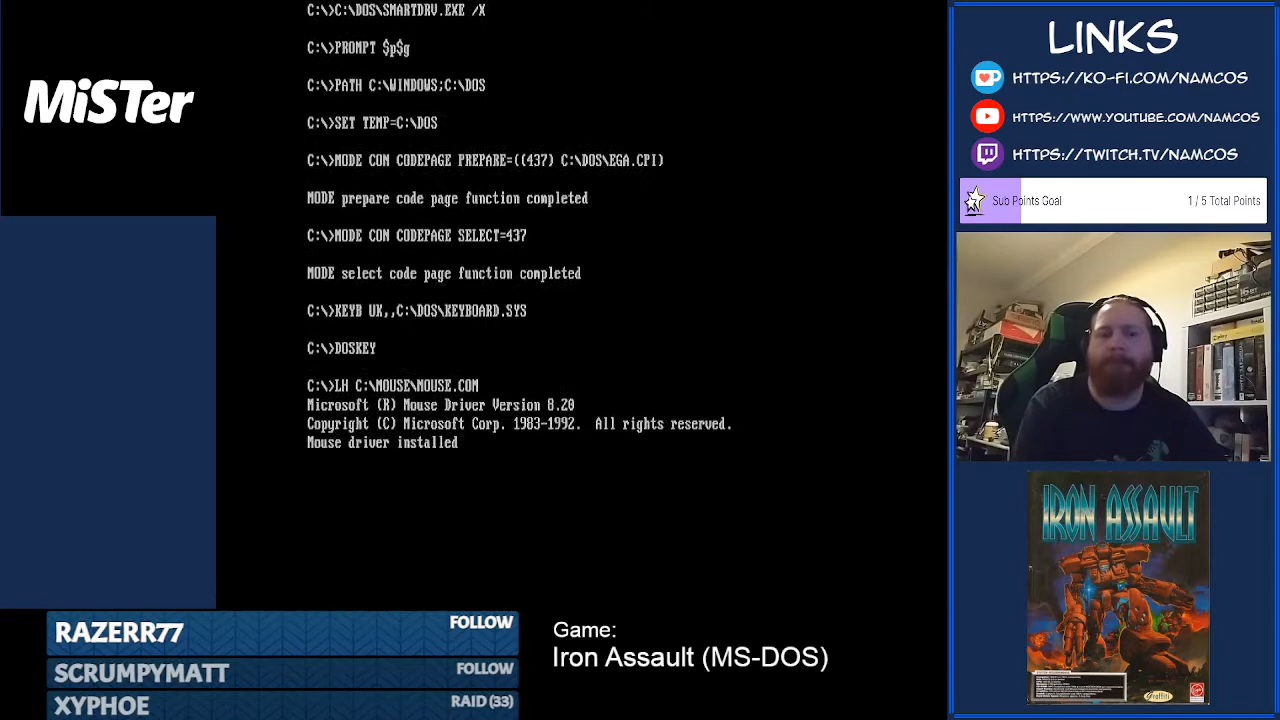 C:\>C:\DOS\SMARTDRV.EXE /X
C:\>PROMPT $p$g
C:\>PATH C:\WINDOWS;C:\DOS
C:\>SET TEMP=C:\DOS
C:\>MODE CON CODEPAGE PREPARE=((437) C:\DOS\EGA.CPI)
MODE prepare code page function completed
C:\>MODE CON CODEPAGE SELECT=437
MODE select code page function completed
C:\>KEYB UK,,C:\DOS\KEYBOARD.SYS
C:\>DOSKEY
C:\>LH C:\MOUSE\MOUSE.COM
Microsoft (R) Mouse Driver Version 8.20
Copyright (C) Microsoft Corp. 1983-1992.  All rights reserved.
Mouse driver installed
MiSTer
LINKS
HTTPS://KO-FI.COM/NAMCOS
HTTPS://WWW.YOUTUBE.COM/NAMCOS
HTTPS://TWITCH.TV/NAMCOS
Sub Points Goal 1 / 5 Total Points
IRON ASSAULT
Graffiti
RAZERR77 FOLLOW
SCRUMPYMATT FOLLOW
XYPHOE RAID (33)
Game:
Iron Assault (MS-DOS)